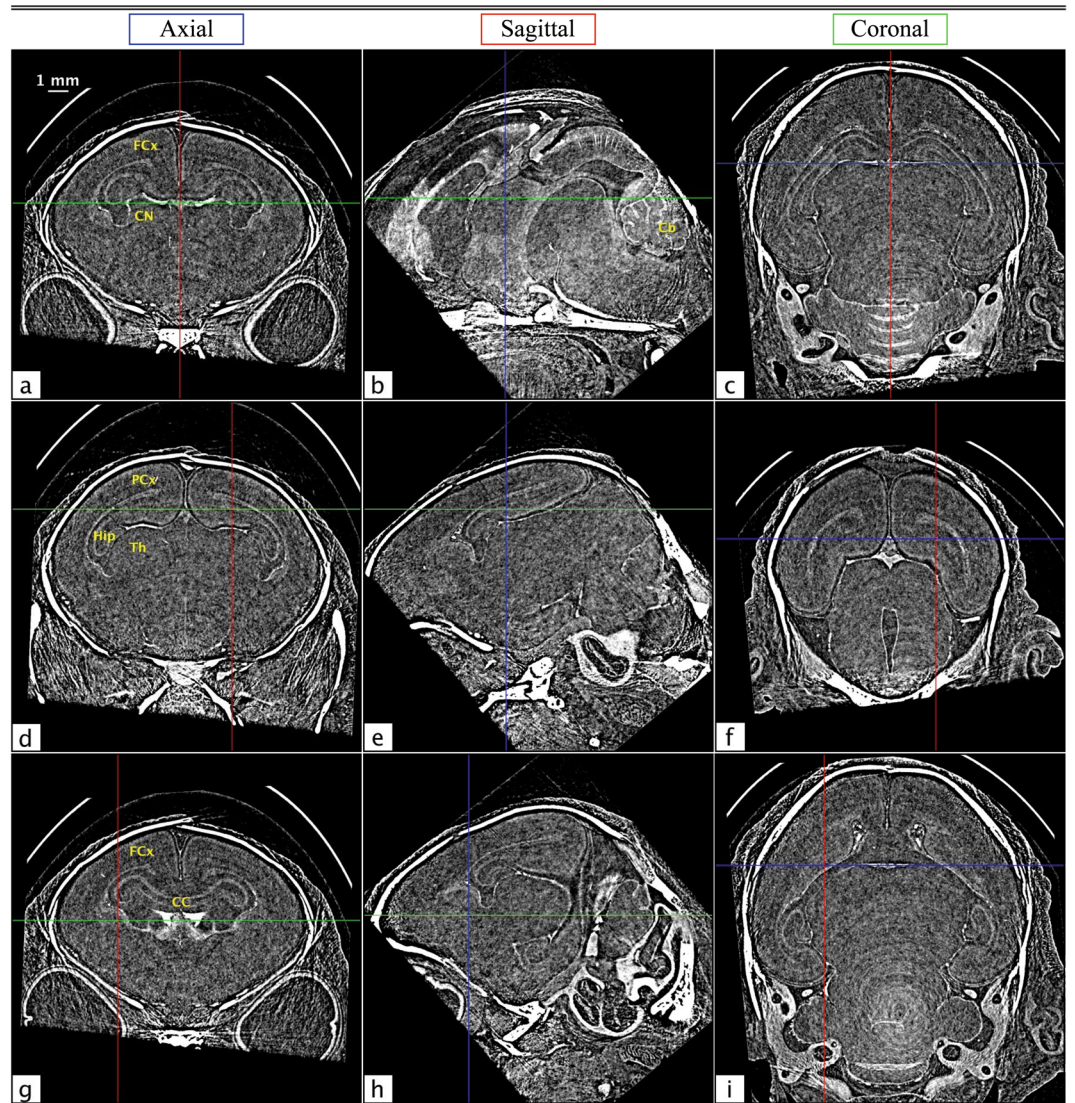 Axial Sagittal Coronal
1 mm
FCx
CN
Cb
a b c
PCx
Hip
Th
d e f
FCx
CC
g h i